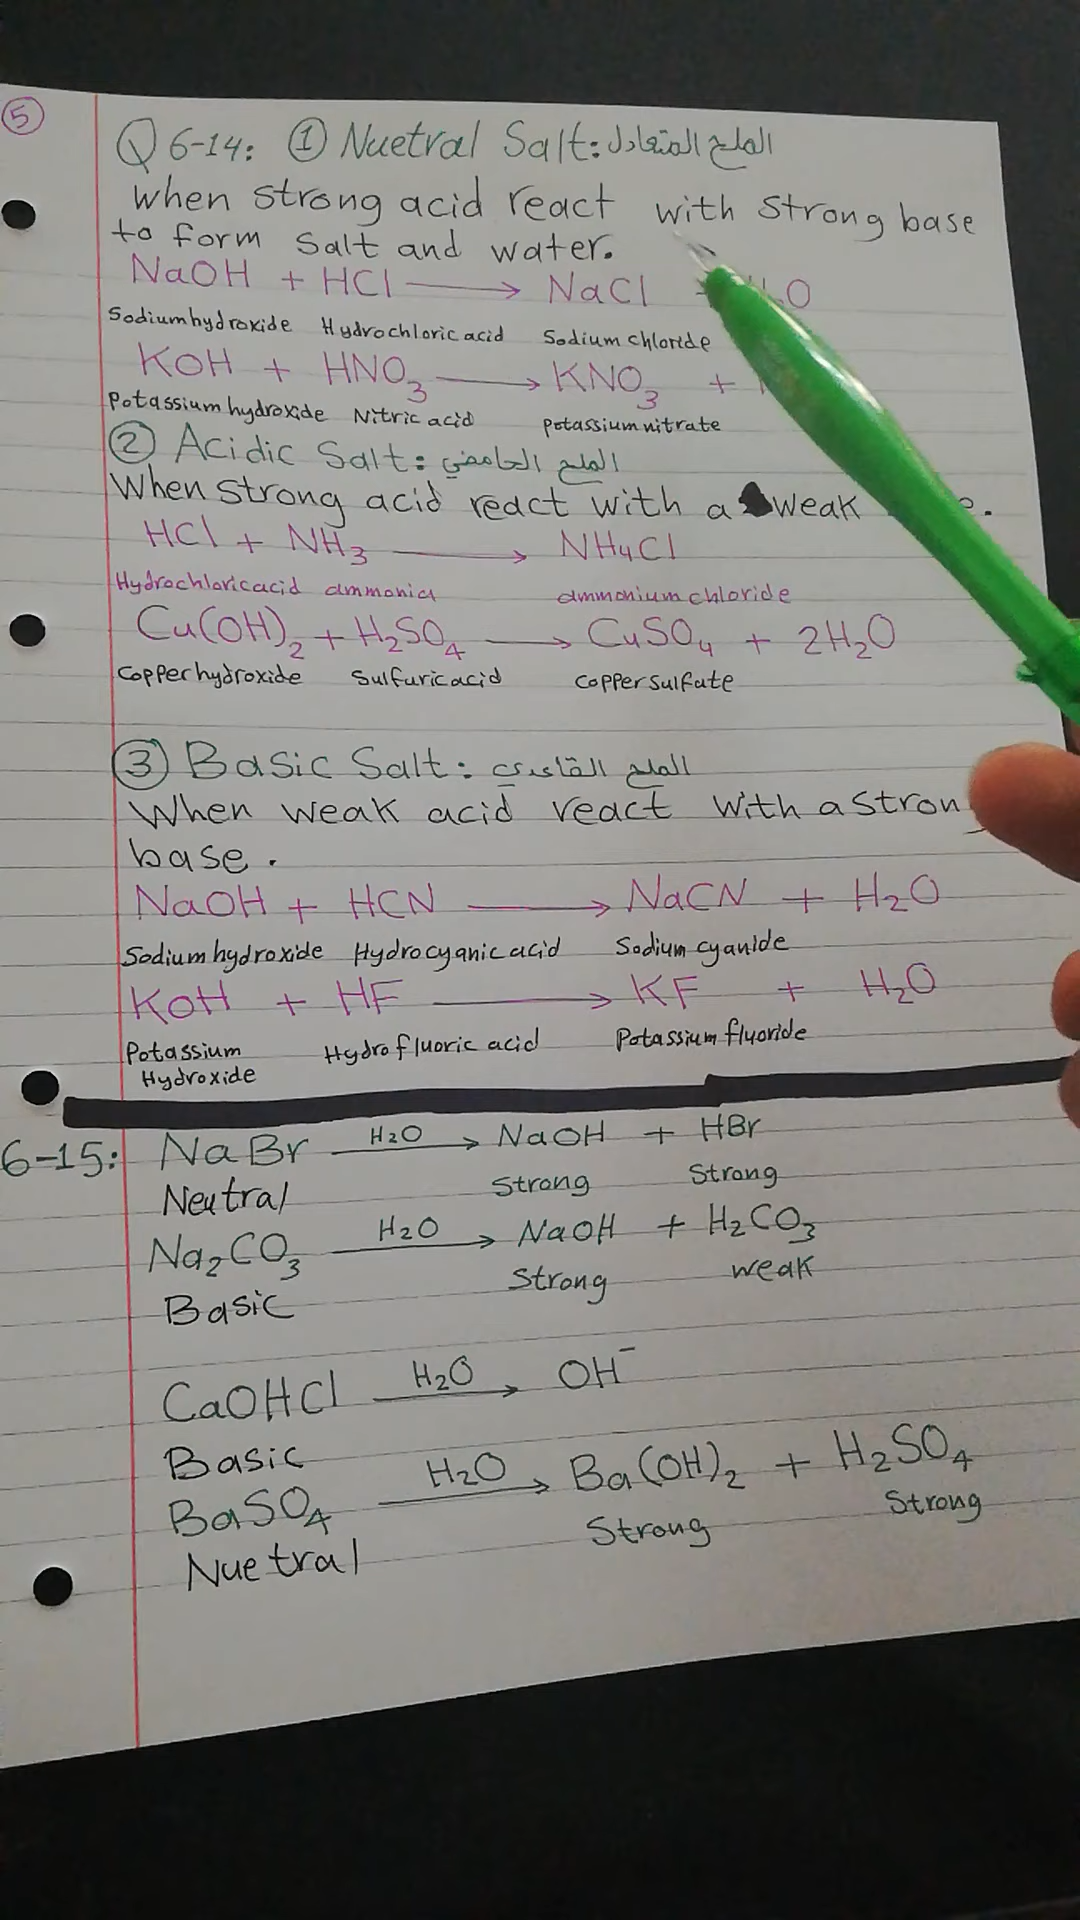 5
Q 6-14: ① Nuetral Salt: الملح المتعادل
When strong acid react with strong base
to form salt and water.
NaOH + HCl ⟶ NaCl + H₂O
Sodium hydroxide Hydrochloric acid Sodium chloride
KOH + HNO₃ ⟶ KNO₃ +
Potassium hydroxide Nitric acid potassium nitrate
② Acidic Salt: الملح الحامضي
When strong acid react with a weak
HCl + NH₃ ⟶ NH₄Cl
Hydrochloric acid ammonia ammonium chloride
Cu(OH)₂ + H₂SO₄ ⟶ CuSO₄ + 2H₂O
Copper hydroxide Sulfuric acid Copper sulfate
③ Basic Salt: الملح القاعدي
When weak acid react with a stron
base.
NaOH + HCN ⟶ NaCN + H₂O
Sodium hydroxide Hydrocyanic acid Sodium cyanide
KOH + HF ⟶ KF + H₂O
Potassium Hydrofluoric acid Potassium fluoride
Hydroxide
6-15: NaBr H₂O ⟶ NaOH + HBr
Neutral Strong Strong
Na₂CO₃ H₂O ⟶ NaOH + H₂CO₃
Basic Strong weak
CaOHCl H₂O ⟶ OH⁻
Basic
BaSO₄ H₂O ⟶ Ba(OH)₂ + H₂SO₄
Nuetral Strong Strong